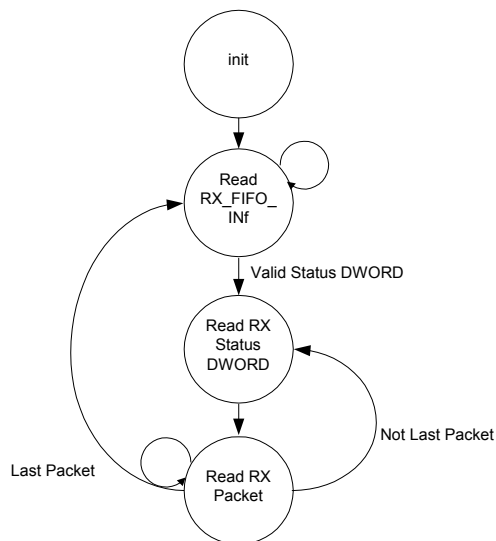 init
Read
RX_FIFO_
INf
Valid Status DWORD
Read RX
Status
DWORD
Not Last Packet
Last Packet
Read RX
Packet